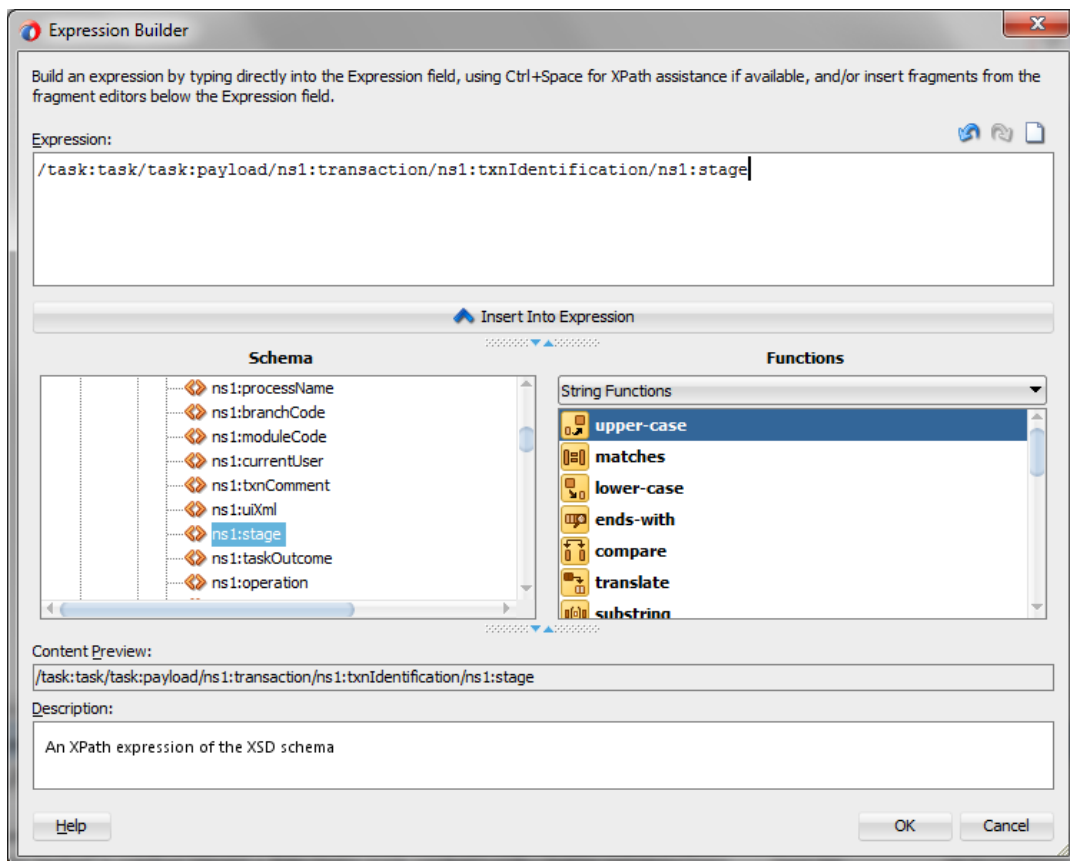 Expression Builder
Build an expression by typing directly into the Expression field, using Ctrl+Space for XPath assistance if available, and/or insert fragments from the
fragment editors below the Expression field.
Expression:
/task:task/task:payload/ns1:transaction/ns1:txnIdentification/ns1:stage
Insert Into Expression
Schema
ns1:processName
ns1:branchCode
ns1:moduleCode
ns1:currentUser
ns1:txnComment
ns1:uiXml
ns1:stage
ns1:taskOutcome
ns1:operation
Functions
String Functions
upper-case
matches
lower-case
ends-with
compare
translate
substring
Content Preview:
/task:task/task:payload/ns1:transaction/ns1:txnIdentification/ns1:stage
Description:
An XPath expression of the XSD schema
Help
OK
Cancel